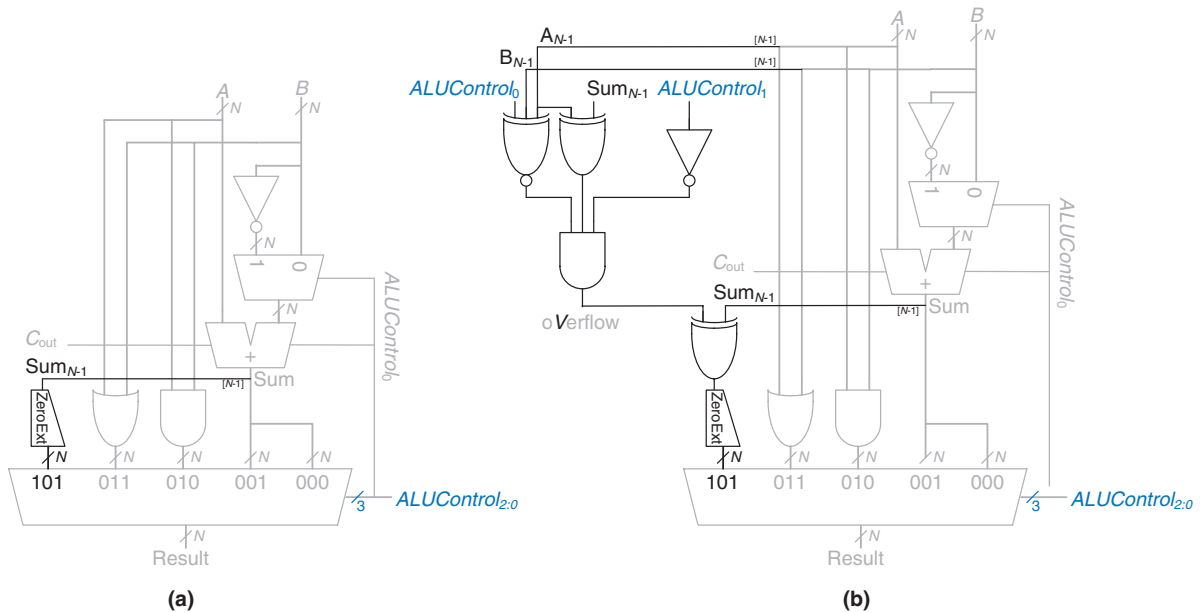 A
N
B
N
N
1
0
N
ALUControl0
Cout
+
Sum
SumN-1
[N-1]
ZeroExt
N
N
N
N
N
101
011
010
001
000
3
ALUControl2:0
N
Result
(a)
AN-1
[N-1]
BN-1
[N-1]
A
N
B
N
ALUControl0
SumN-1
ALUControl1
N
1
0
N
ALUControl0
Cout
+
Sum
SumN-1
[N-1]
oVerflow
ZeroExt
N
N
N
N
N
101
011
010
001
000
3
ALUControl2:0
N
Result
(b)